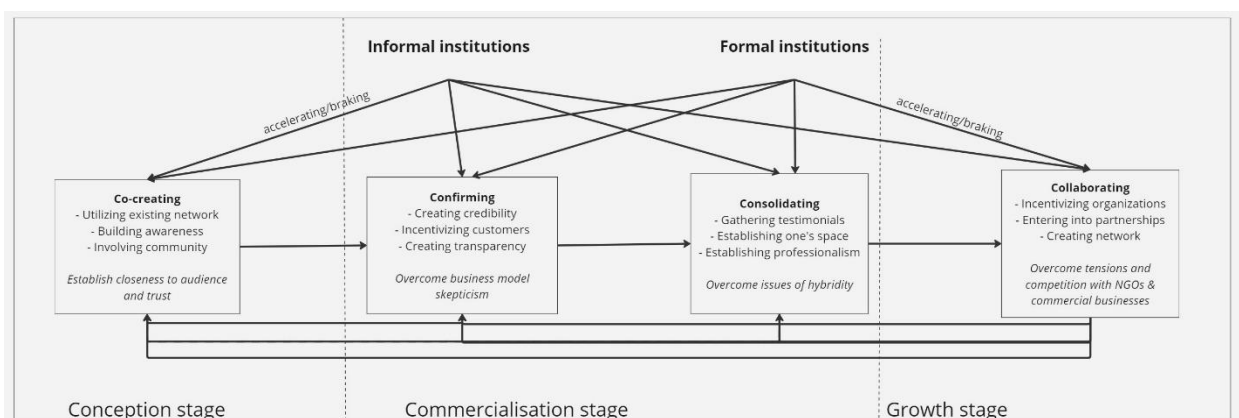 Informal institutions
Formal institutions
accelerating/braking
accelerating/braking
Co-creating
- Utilizing existing network
- Building awareness
- Involving community
Establish closeness to audience
and trust
Confirming
- Creating credibility
- Incentivizing customers
- Creating transparency
Overcome business model
skepticism
Consolidating
- Gathering testimonials
- Establishing one's space
- Establishing professionalism
Overcome issues of hybridity
Collaborating
- Incentivizing organizations
- Entering into partnerships
- Creating network
Overcome tensions and
competition with NGOs &
commercial businesses
Conception stage
Commercialisation stage
Growth stage